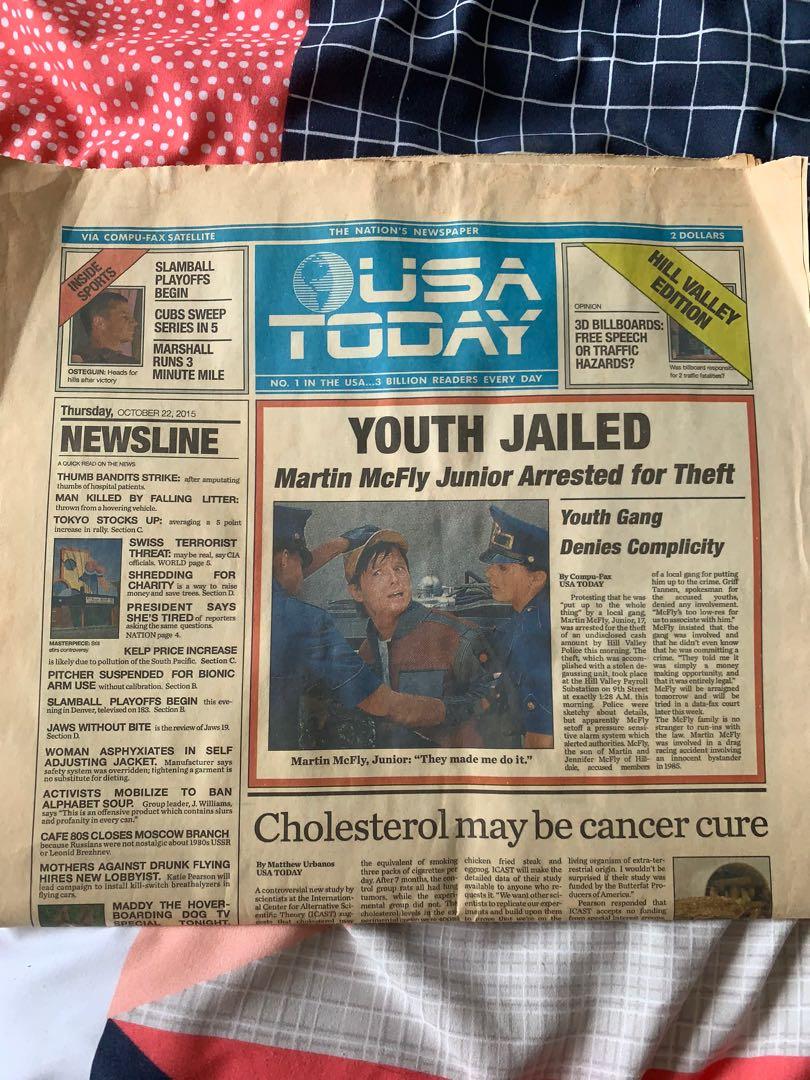 VIA COMPU-FAX SATELLITE
THE NATION'S NEWSPAPER
2 DOLLARS
INSIDE
SPORTS
SLAMBALL
PLAYOFFS
BEGIN
CUBS SWEEP
SERIES IN 5
MARSHALL
RUNS 3
MINUTE MILE
OSTEGUIN: Heads for
hills after victory
USA
TODAY
NO. 1 IN THE USA...3 BILLION READERS EVERY DAY
HILL VALLEY
EDITION
OPINION
3D BILLBOARDS:
FREE SPEECH
OR TRAFFIC
HAZARDS?
Was billboard
for 2 traffic fatalities?
Thursday, OCTOBER 22, 2015
NEWSLINE
A QUICK READ ON THE NEWS
THUMB BANDITS STRIKE: after amputating
thumbs of hospital patients.
MAN KILLED BY FALLING LITTER:
thrown from a hovering vehicle.
TOKYO STOCKS UP: averaging a 5 point
increase in rally. Section C.
SWISS TERRORIST
THREAT: may be real, say CIA
officials. WORLD page 5.
SHREDDING FOR
CHARITY is a way to raise
money and save trees. Section D.
PRESIDENT SAYS
SHE'S TIRED of reporters
asking the same questions.
NATION page 4.
MASTERPIECE: Still
stirs controversy
KELP PRICE INCREASE
is likely due to pollution of the South Pacific. Section C.
PITCHER SUSPENDED FOR BIONIC
ARM USE without calibration. Section B.
SLAMBALL PLAYOFFS BEGIN this eve-
ning in Denver, televised on 183. Section B.
JAWS WITHOUT BITE is the review of Jaws 19.
Section D.
WOMAN ASPHYXIATES IN SELF
ADJUSTING JACKET. Manufacturer says
safety system was overridden; tightening a garment is
no substitute for dieting.
ACTIVISTS MOBILIZE TO BAN
ALPHABET SOUP. Group leader, J. Williams,
says "This is an offensive product which contains slurs
and profanity in every can."
CAFE 80S CLOSES MOSCOW BRANCH
because Russians were not nostalgic about 1980s USSR
or Leonid Brezhnev.
MOTHERS AGAINST DRUNK FLYING
HIRES NEW LOBBYIST. Katie Pearson will
lead campaign to install kill-switch breathalyzers in
flying cars.
MADDY THE HOVER-
BOARDING DOG TV
SPECIAL TONIGHT.
YOUTH JAILED
Martin McFly Junior Arrested for Theft
Martin McFly, Junior: "They made me do it."
Youth Gang
Denies Complicity
By Compu-Fax
USA TODAY
Protesting that he was
"put up to the whole
thing" by a local gang,
Martin McFly, Junior, 17,
was arrested for the theft
of an undisclosed cash
amount by Hill Valley
Police this morning. The
theft, which was accom-
plished with a stolen de-
gaussing unit, took place
at the Hill Valley Payroll
Substation on 9th Street
at exactly 1:28 A.M. this
morning. Police were
sketchy about details,
but apparently McFly
setoff a pressure sensi-
tive alarm system which
alerted authorities. McFly,
the son of Martin and
Jennifer McFly of Hill-
dale, accused members
of a local gang for putting
him up to the crime. Griff
Tannen, spokesman for
the accused youths,
denied any involvement.
"McFly's too low-res for
us to associate with him."
McFly insisted that the
gang was involved and
that he didn't even know
that he was committing a
crime. "They told me it
was simply a money
making opportunity, and
that it was entirely legal."
McFly will be arraigned
tomorrow and will be
tried in a data-fax court
later this week.
The McFly family is no
stranger to run-ins with
the law. Martin McFly
was involved in a drag
racing accident involving
an innocent bystander
in 1985.
Cholesterol may be cancer cure
By Matthew Urbanos
USA TODAY
A controversial new study by
scientists at the Internation-
al Center for Alternative Sci-
entific Theory (ICAST) sug-
gests that cholesterol
the equivalent of smoking
three packs of cigarettes per
day. After 7 months, the con-
trol group rats all had lung
tumors, while the experi-
mental group did not. The
cholesterol levels in the
chicken fried steak and
eggnog. ICAST will make the
detailed data of their study
available to anyone who re-
quests it. "We want other sci-
entists to replicate our exper-
iments and build upon them
living organism of extra-ter-
restrial origin. I wouldn't be
surprised if their study was
funded by the Butterfat Pro-
ducers of America."
Pearson responded that
ICAST accepts no funding
from special interest groups,